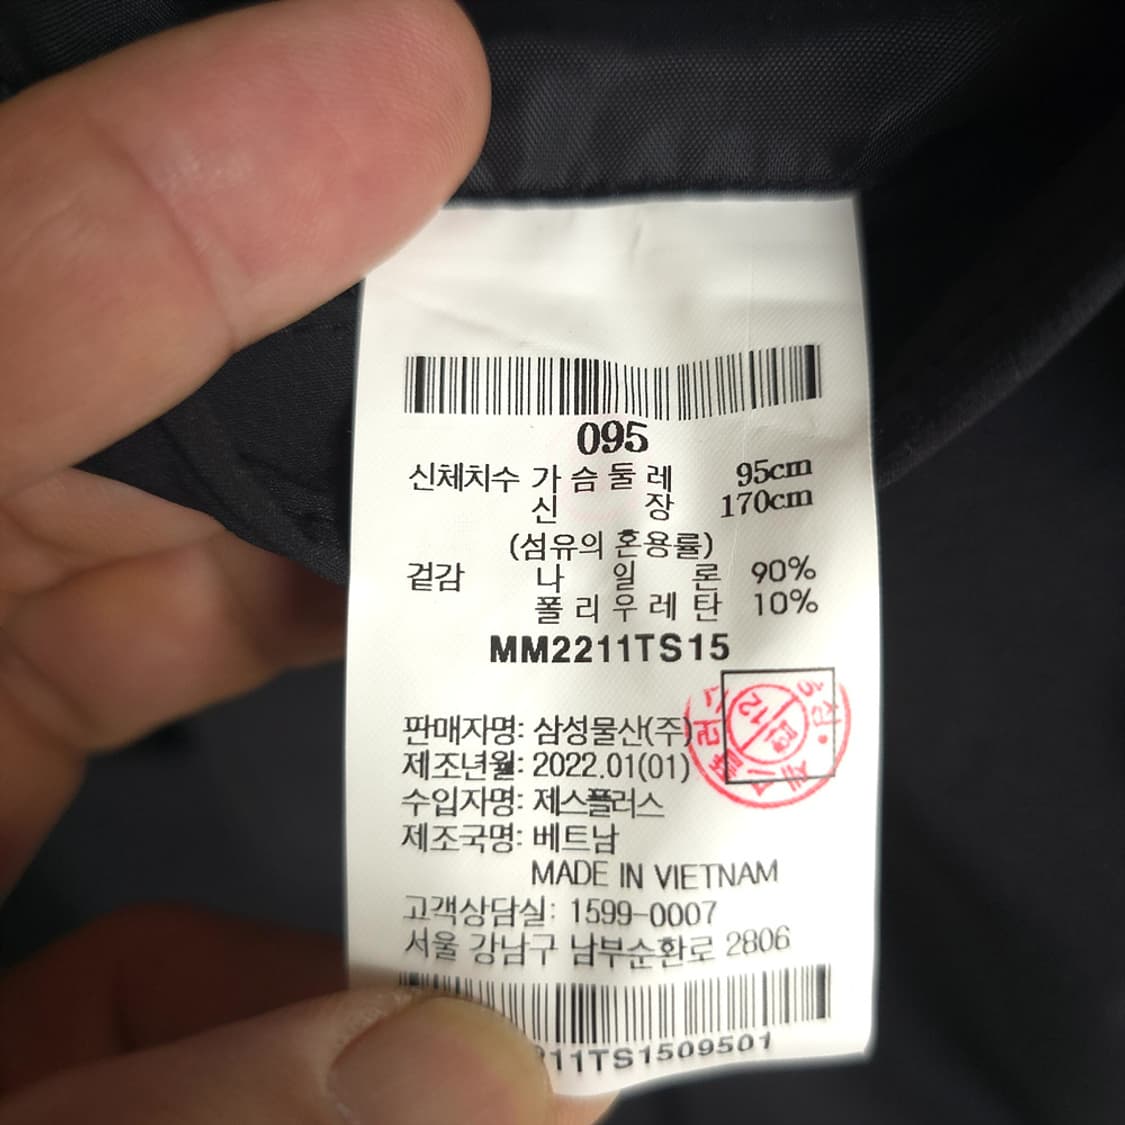 095
신체치수 가슴둘레 95cm
신장 170cm
(섬유의 혼용률)
겉감 나일론 90%
폴리우레탄 10%
MM2211TS15
판매자명: 삼성물산(주)
제조년월: 2022.01(01)
수입자명: 제스플러스
제조국명: 베트남
MADE IN VIETNAM
고객상담실: 1599-0007
서울 강남구 남부순환로 2806
11TS1509501